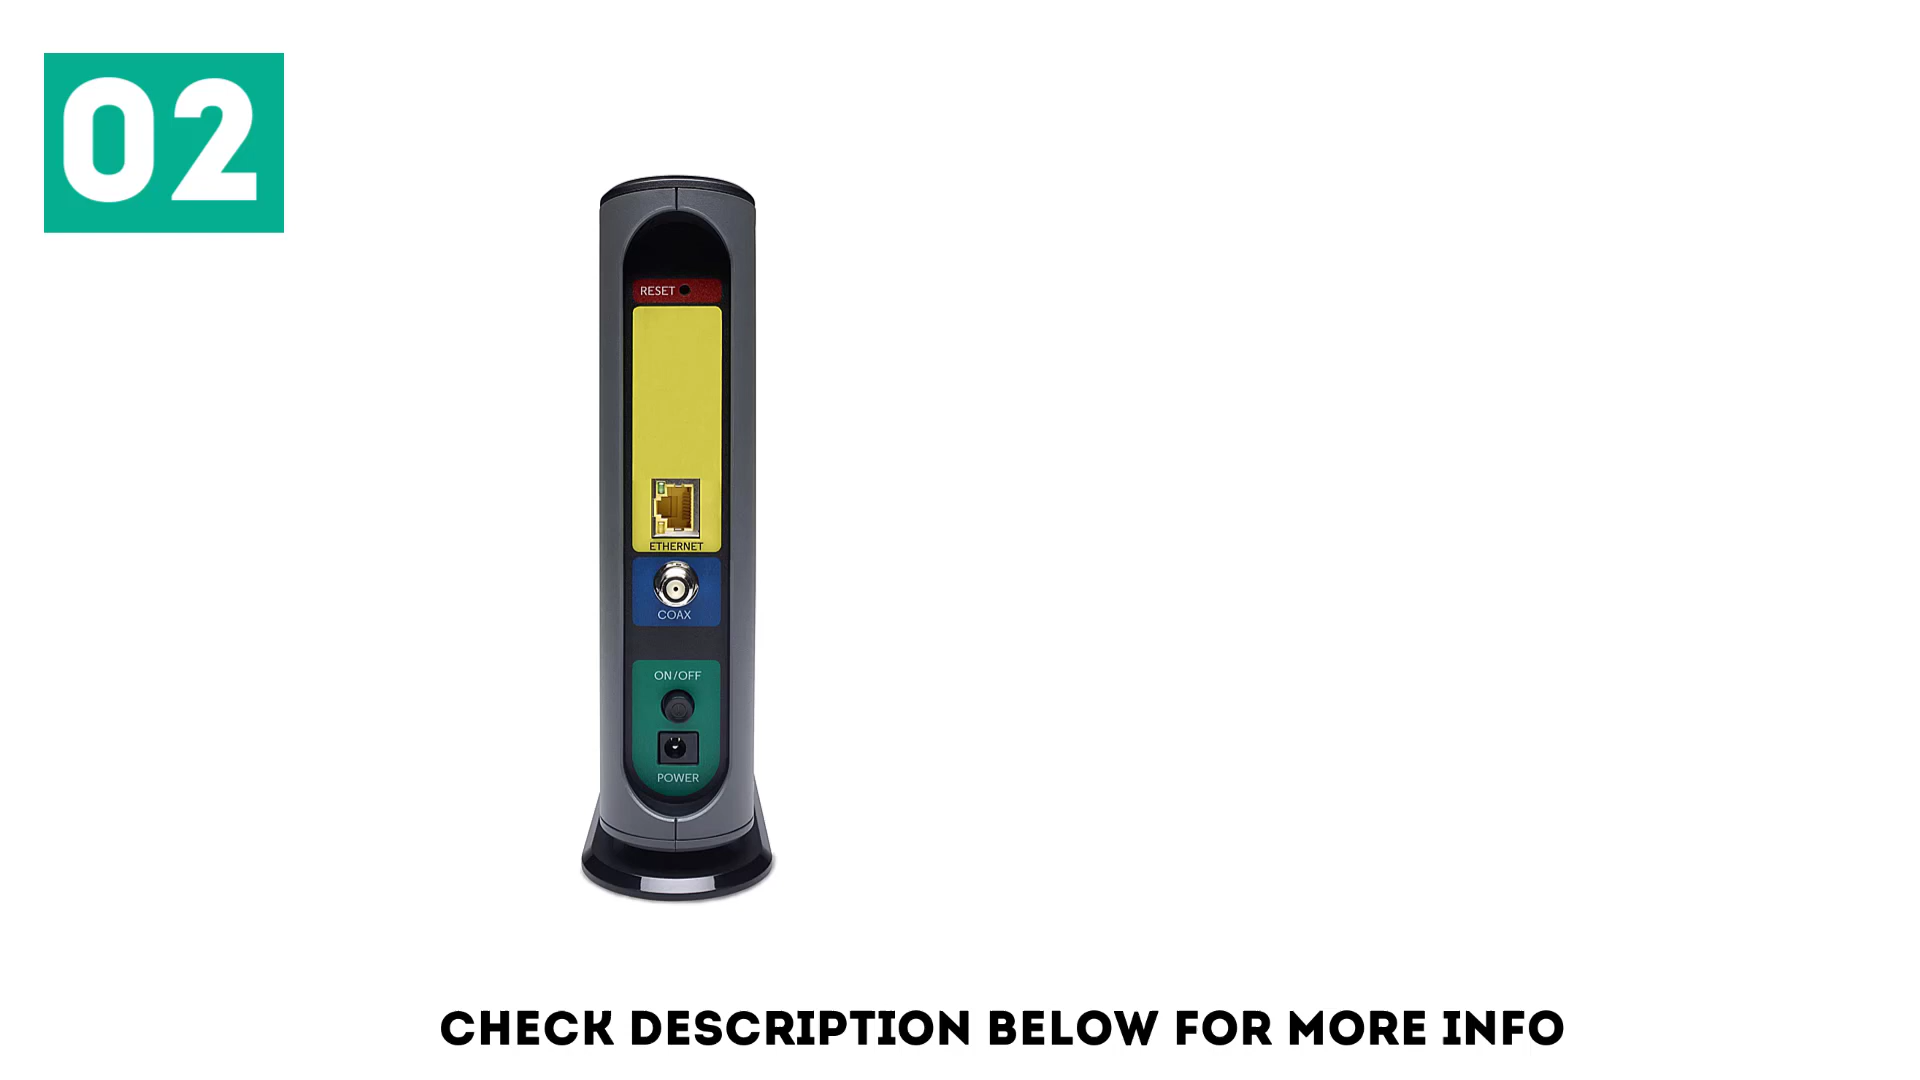 02
RESET
ETHERNET
COAX
ON/OFF
POWER
CHECK DESCRIPTION BELOW FOR MORE INFO